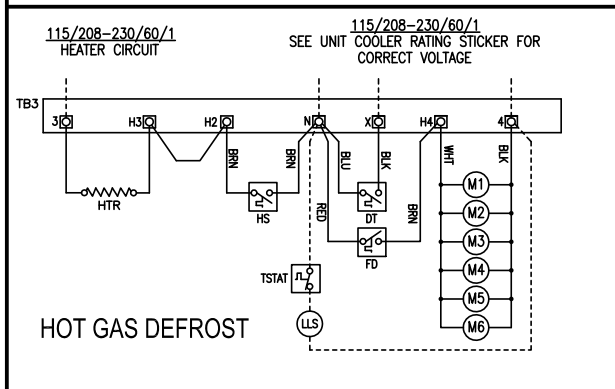 115/208-230/60/1
HEATER CIRCUIT
115/208-230/60/1
SEE UNIT COOLER RATING STICKER FOR
CORRECT VOLTAGE
TB3
3 H3 H2 N X H4 4
BRN
BRN
BLU
BLK
WHT
BLK
RED
BRN
HTR
HS
DT
FD
M1
M2
M3
M4
M5
M6
TSTAT
LLS
HOT GAS DEFROST